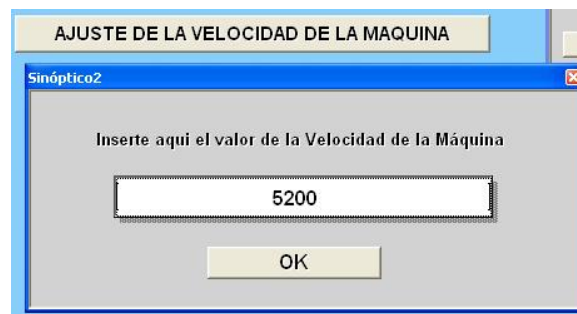 AJUSTE DE LA VELOCIDAD DE LA MAQUINA
Sinóptico2
Inserte aqui el valor de la Velocidad de la Máquina
5200
OK